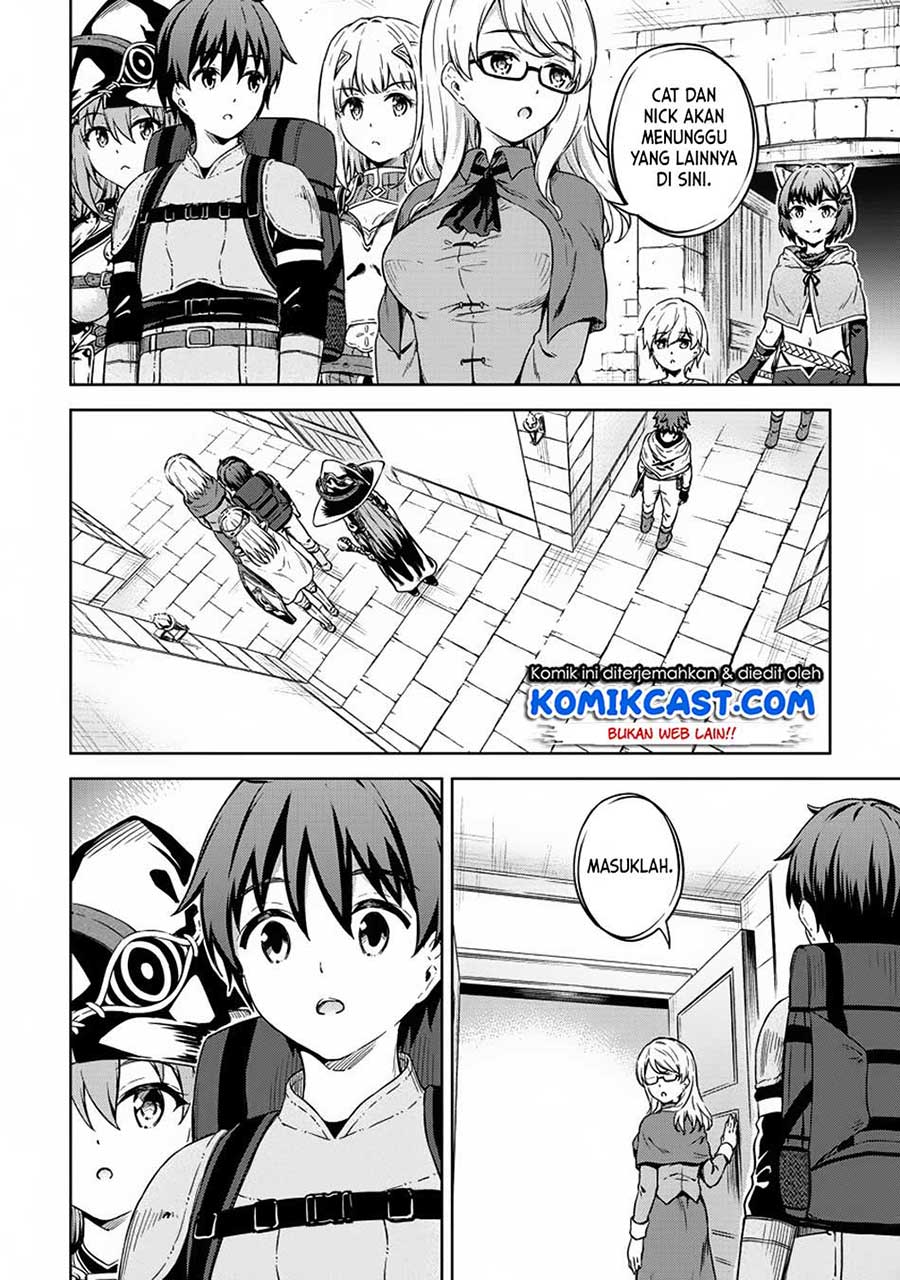 CAT DAN
NICK AKAN
MENUNGGU
YANG LAINNYA
DI SINI.
Komik ini diterjemahkan & diedit oleh
KOMIKCAST.COM
BUKAN WEB LAIN!!
MASUKLAH.